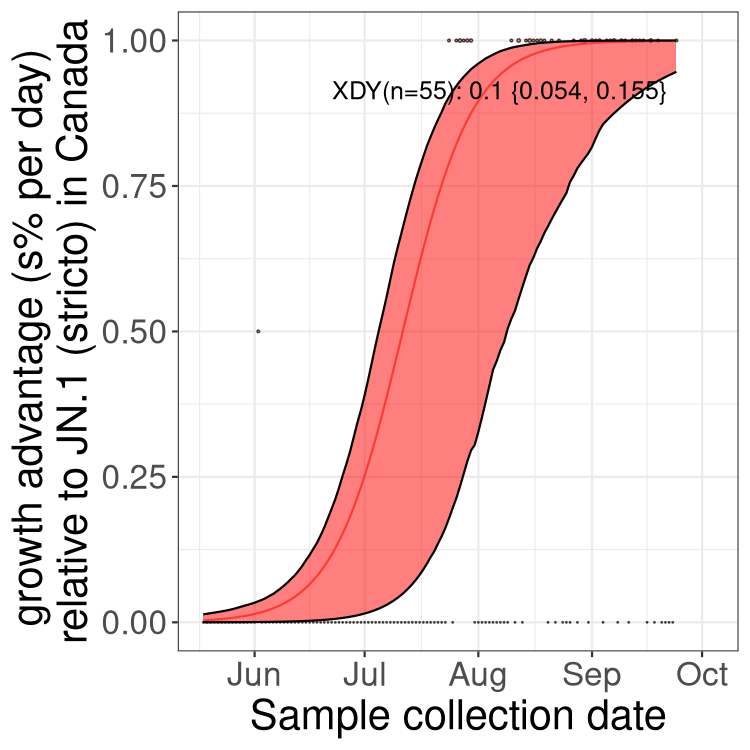 growth advantage (s% per day)
relative to JN.1 (stricto) in Canada
1.00
0.75
0.50
0.25
0.00
XDY(n=55): 0.1 {0.054, 0.155}
Jun Jul Aug Sep Oct
Sample collection date